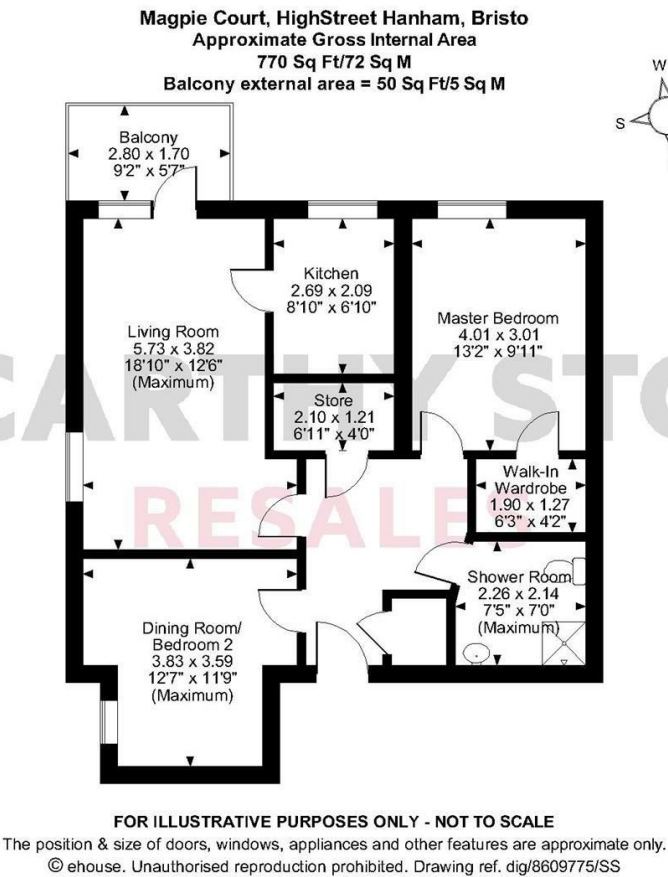 Magpie Court, HighStreet Hanham, Bristo
Approximate Gross Internal Area
770 Sq Ft/72 Sq M
Balcony external area = 50 Sq Ft/5 Sq M
W
S
Balcony
2.80 x 1.70
9'2" x 5'7"
Kitchen
2.69 x 2.09
8'10" x 6'10"
Master Bedroom
4.01 x 3.01
13'2" x 9'11"
Living Room
5.73 x 3.82
18'10" x 12'6"
(Maximum)
CARTHY STO
RESALES
Store
2.10 x 1.21
6'11" x 4'0"
Walk-In
Wardrobe
1.90 x 1.27
6'3" x 4'2"
Shower Room
2.26 x 2.14
7'5" x 7'0"
(Maximum)
Dining Room/
Bedroom 2
3.83 x 3.59
12'7" x 11'9"
(Maximum)
FOR ILLUSTRATIVE PURPOSES ONLY - NOT TO SCALE
The position & size of doors, windows, appliances and other features are approximate only.
© ehouse. Unauthorised reproduction prohibited. Drawing ref. dig/8609775/SS